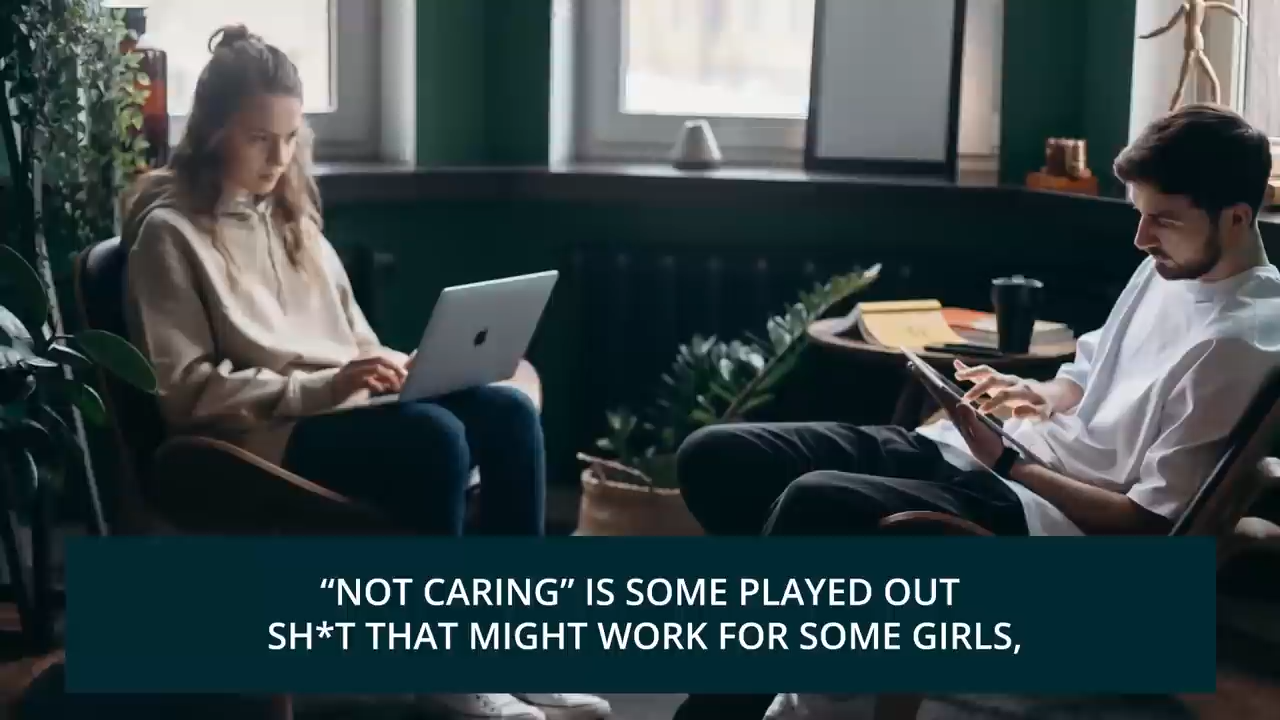 “NOT CARING” IS SOME PLAYED OUT
SH*T THAT MIGHT WORK FOR SOME GIRLS,